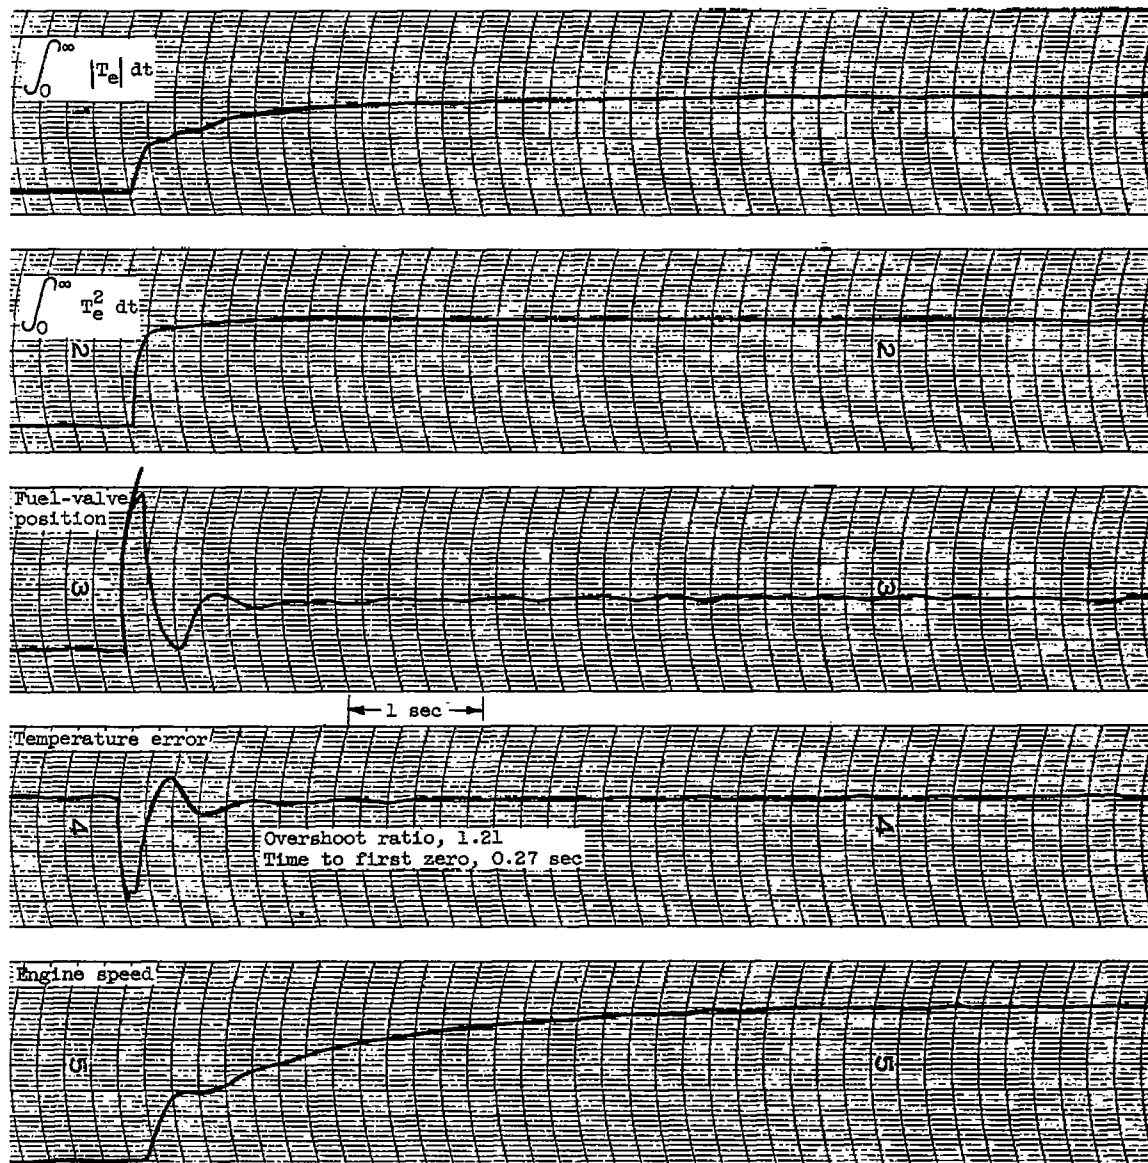 ∫₀^∞ |Tₑ| dt
∫₀^∞ Tₑ² dt
2
2
Fuel-valve
position
3
3
1 sec
Temperature error
4
4
Overshoot ratio, 1.21
Time to first zero, 0.27 sec
Engine speed
5
5